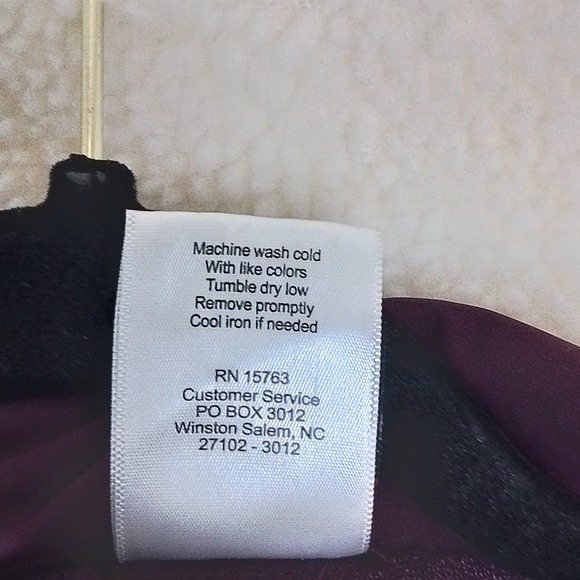 Machine wash cold
With like colors
Tumble dry low
Remove promptly
Cool iron if needed
RN 15763
Customer Service
PO BOX 3012
Winston Salem, NC
27102 - 3012